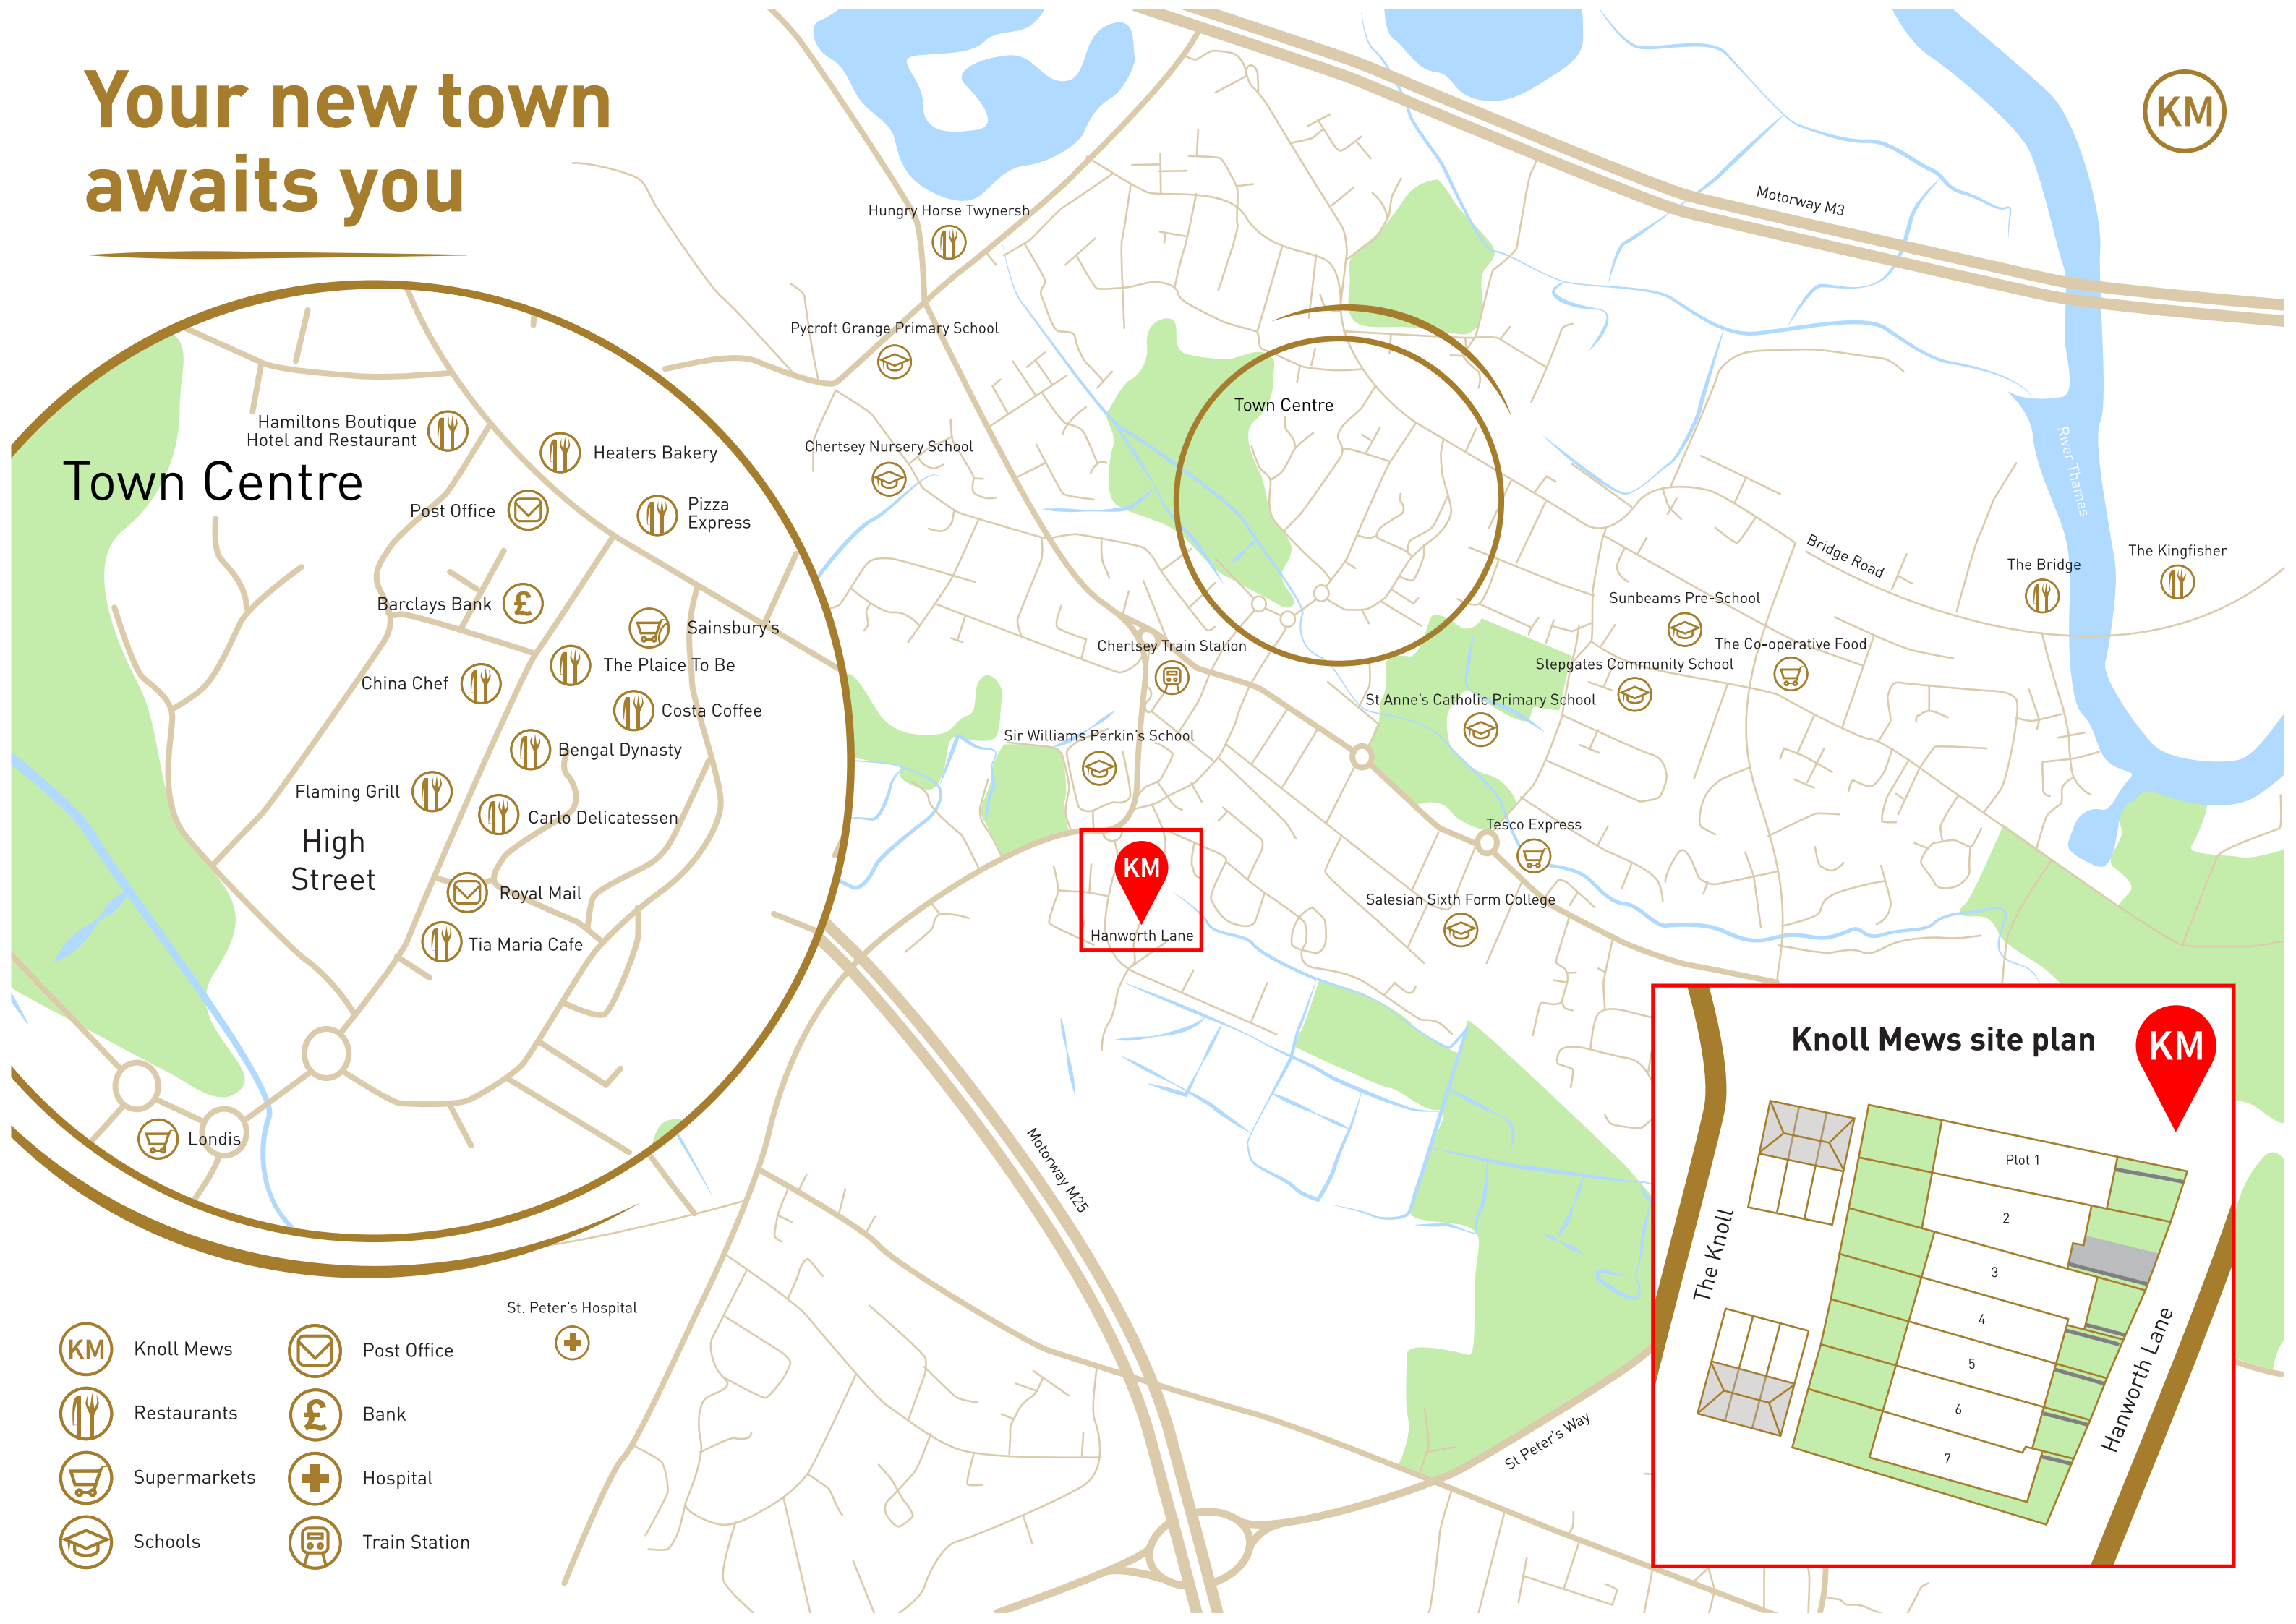 Your new town
awaits you
KM
Motorway M3
Hungry Horse Twynersh
Pycroft Grange Primary School
Town Centre
Chertsey Nursery School
River Thames
Bridge Road
The Bridge
The Kingfisher
Sunbeams Pre-School
The Co-operative Food
Stepgates Community School
Chertsey Train Station
St Anne's Catholic Primary School
Sir Williams Perkin's School
Tesco Express
KM
Hanworth Lane
Salesian Sixth Form College
Motorway M25
St. Peter's Hospital
St Peter's Way
Town Centre
Hamiltons Boutique
Hotel and Restaurant
Heaters Bakery
Post Office
Pizza
Express
Barclays Bank
£
Sainsbury's
The Plaice To Be
China Chef
Costa Coffee
Bengal Dynasty
Flaming Grill
Carlo Delicatessen
High
Street
Royal Mail
Tia Maria Cafe
Londis
KM
Knoll Mews
Restaurants
Supermarkets
Schools
Post Office
£
Bank
Hospital
Train Station
Knoll Mews site plan
KM
The Knoll
Plot 1
2
3
4
5
6
7
Hanworth Lane